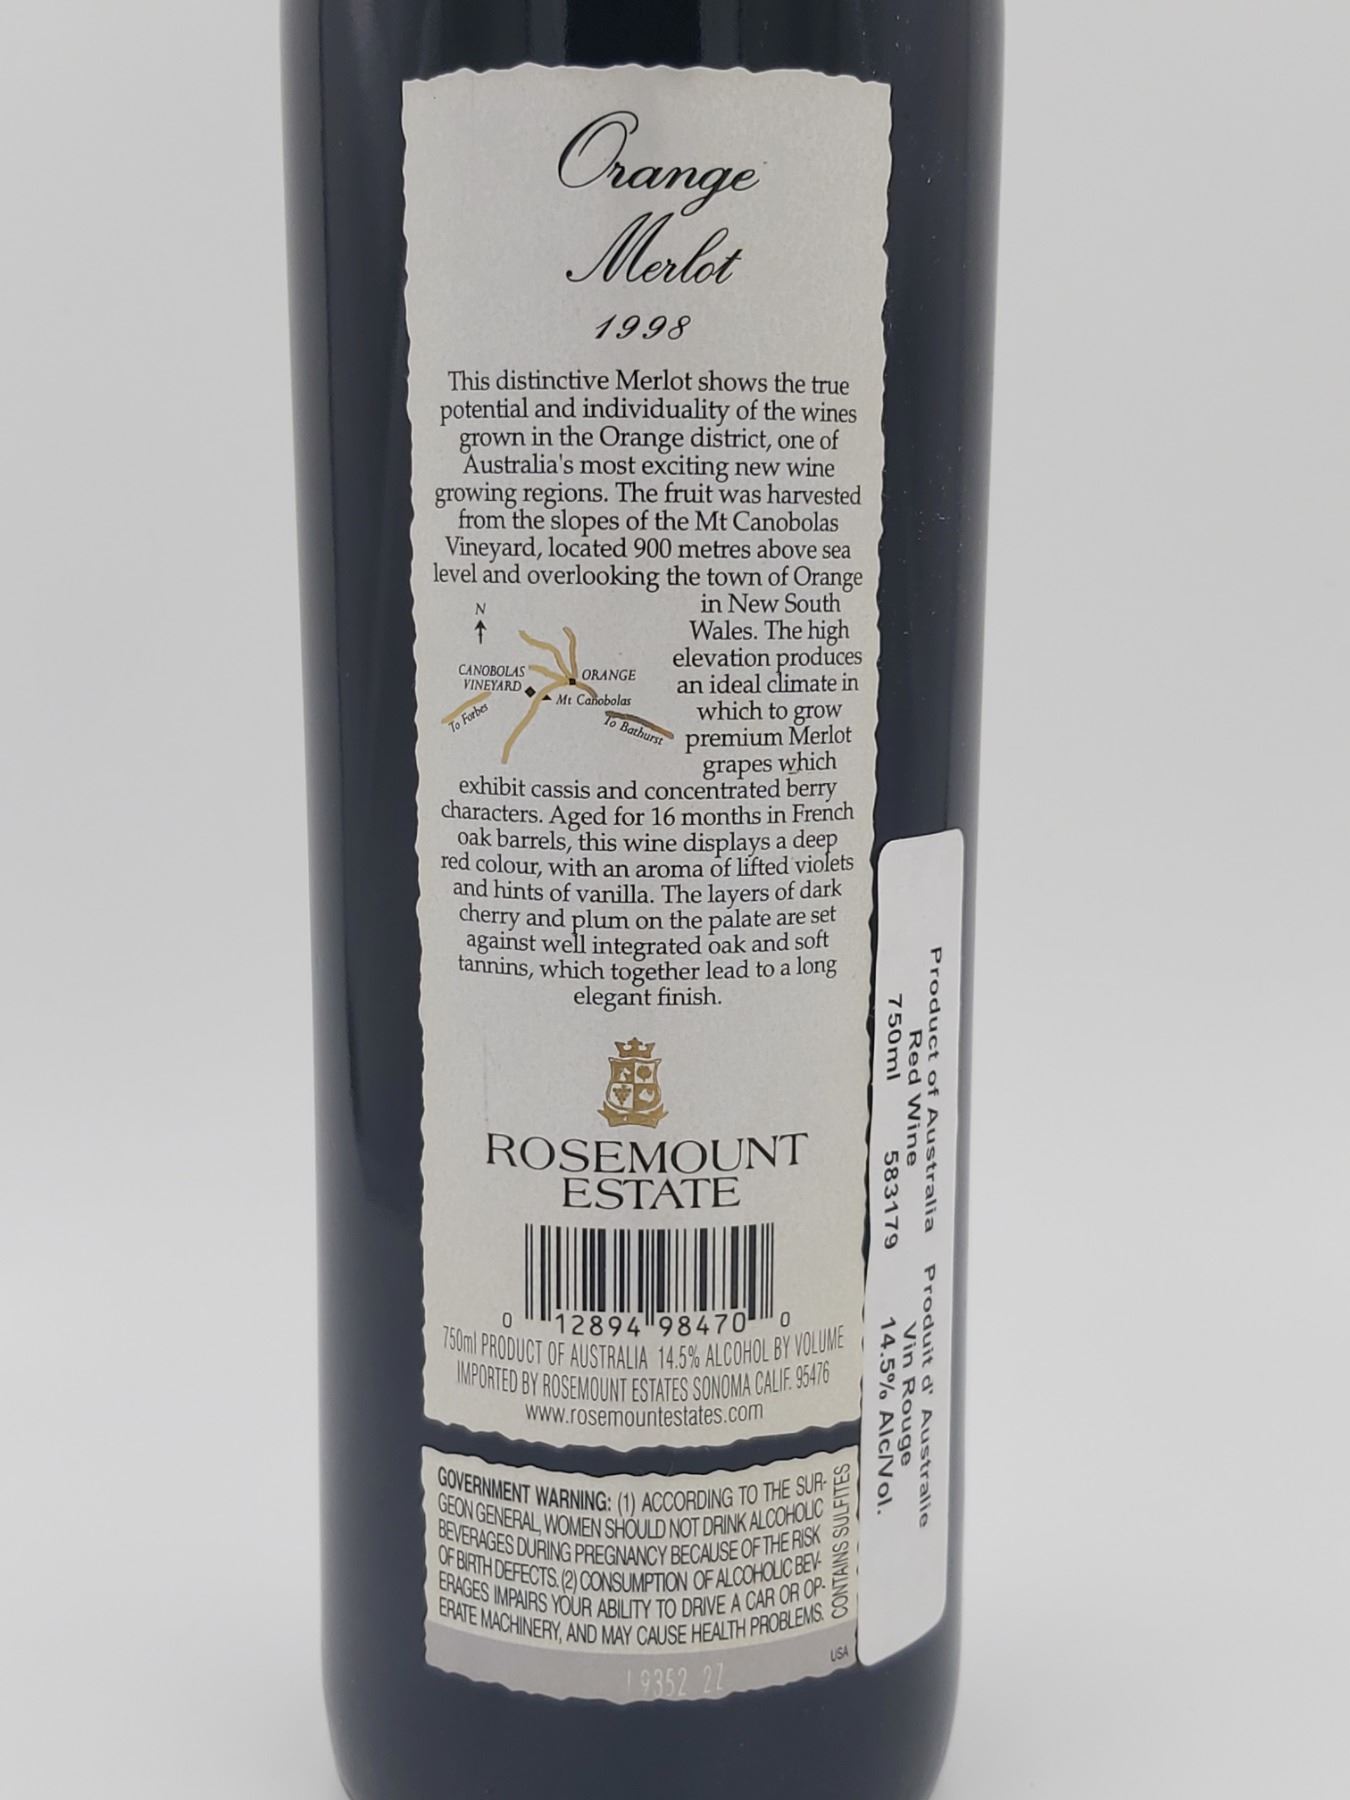 Orange
Merlot
1998
This distinctive Merlot shows the true
potential and individuality of the wines
grown in the Orange district, one of
Australia's most exciting new wine
growing regions. The fruit was harvested
from the slopes of the Mt Canobolas
Vineyard, located 900 metres above sea
level and overlooking the town of Orange
in New South
Wales. The high
elevation produces
an ideal climate in
which to grow
premium Merlot
grapes which
N
CANOBOLAS
VINEYARD
ORANGE
Mt Canobolas
To Forbes
To Bathurst
exhibit cassis and concentrated berry
characters. Aged for 16 months in French
oak barrels, this wine displays a deep
red colour, with an aroma of lifted violets
and hints of vanilla. The layers of dark
cherry and plum on the palate are set
against well integrated oak and soft
tannins, which together lead to a long
elegant finish.
ROSEMOUNT
ESTATE
0 12894 98470 0
750ml PRODUCT OF AUSTRALIA 14.5% ALCOHOL BY VOLUME
IMPORTED BY ROSEMOUNT ESTATES SONOMA CALIF. 95476
www.rosemountestates.com
GOVERNMENT WARNING: (1) ACCORDING TO THE SUR-
GEON GENERAL, WOMEN SHOULD NOT DRINK ALCOHOLIC
BEVERAGES DURING PREGNANCY BECAUSE OF THE RISK
OF BIRTH DEFECTS. (2) CONSUMPTION OF ALCOHOLIC BEV-
ERAGES IMPAIRS YOUR ABILITY TO DRIVE A CAR OR OP-
ERATE MACHINERY, AND MAY CAUSE HEALTH PROBLEMS.
CONTAINS SULFITES
USA
9352 22
Product of Australia Produit d' Australie
Red Wine Vin Rouge
750ml 583179 14.5% Alc/Vol.